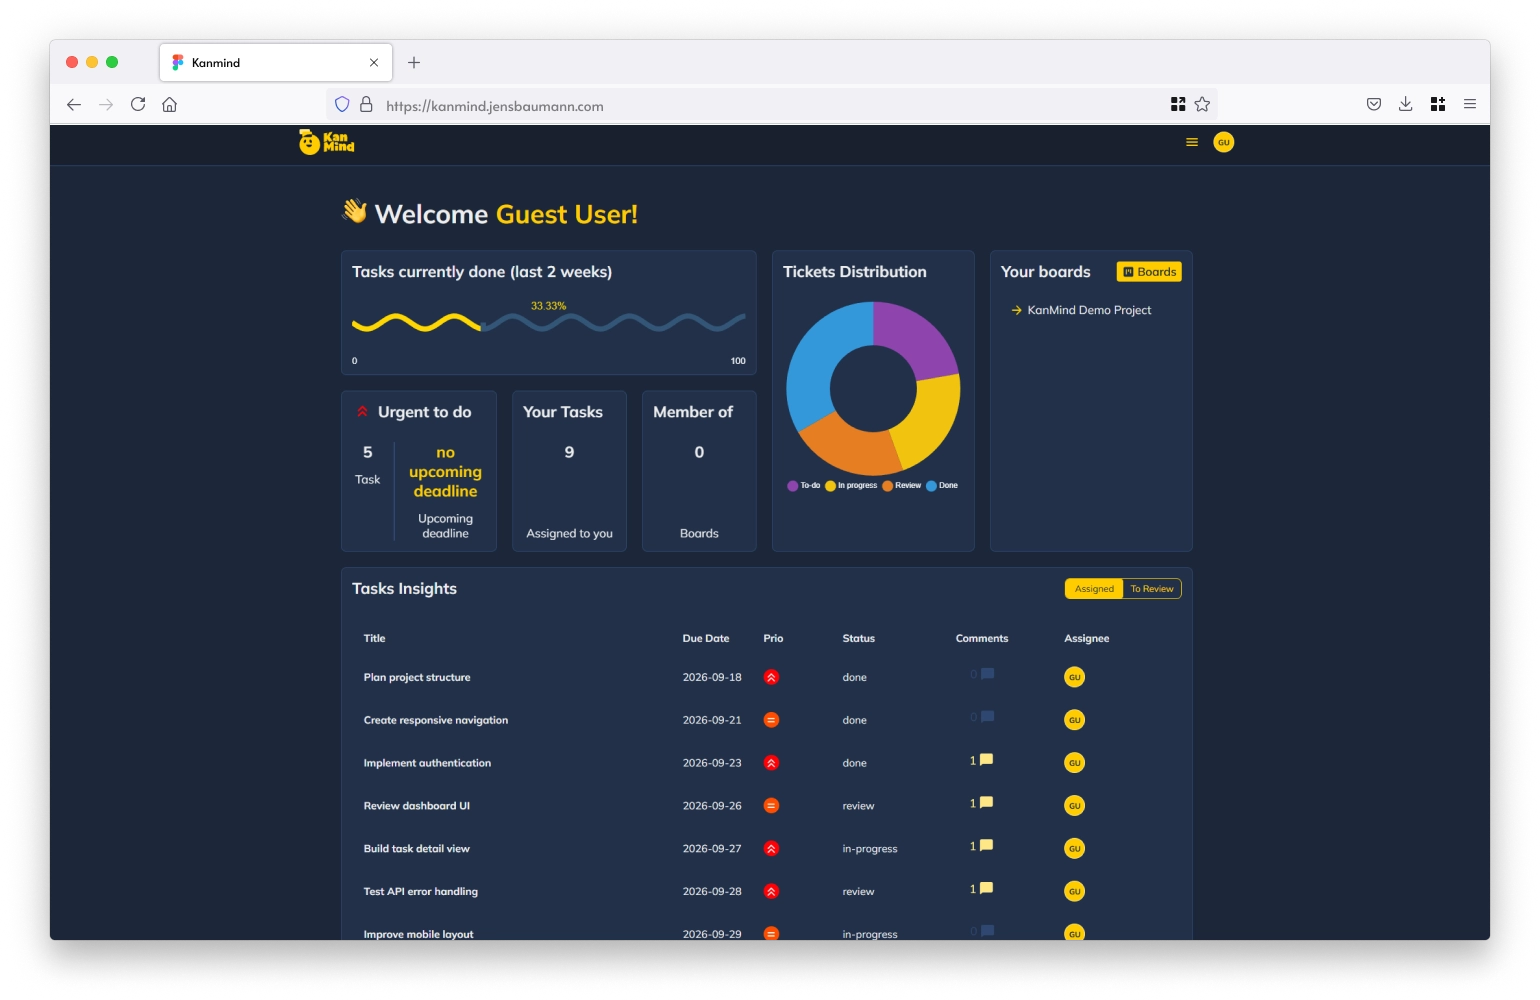 Kanmind
https://kanmind.jensbaumann.com
Kan
Mind
GU
Welcome Guest User!
Tasks currently done (last 2 weeks)
33.33%
0
100
Tickets Distribution
To-do In progress Review Done
Your boards
Boards
KanMind Demo Project
Urgent to do
5
Task
no
upcoming
deadline
Upcoming
deadline
Your Tasks
9
Assigned to you
Member of
0
Boards
Tasks Insights
Assigned To Review
Title Due Date Prio Status Comments Assignee
Plan project structure 2026-09-18 done 0 GU
Create responsive navigation 2026-09-21 done 0 GU
Implement authentication 2026-09-23 done 1 GU
Review dashboard UI 2026-09-26 review 1 GU
Build task detail view 2026-09-27 in-progress 1 GU
Test API error handling 2026-09-28 review 1 GU
Improve mobile layout 2026-09-29 in-progress 0 GU